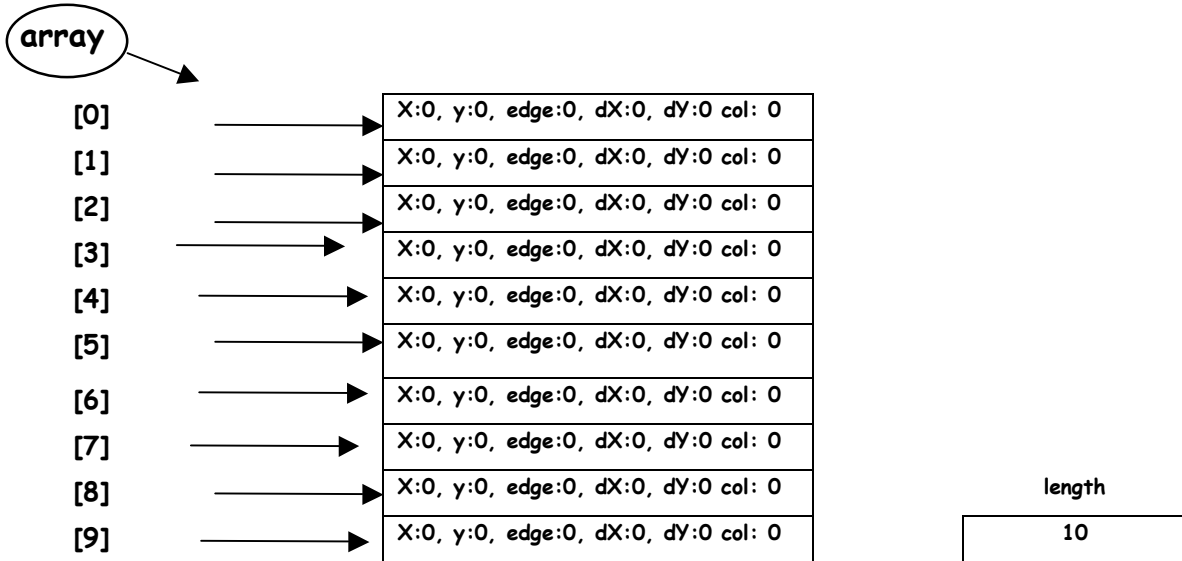 array
[0] X:0, y:0, edge:0, dX:0, dY:0 col: 0
[1] X:0, y:0, edge:0, dX:0, dY:0 col: 0
[2] X:0, y:0, edge:0, dX:0, dY:0 col: 0
[3] X:0, y:0, edge:0, dX:0, dY:0 col: 0
[4] X:0, y:0, edge:0, dX:0, dY:0 col: 0
[5] X:0, y:0, edge:0, dX:0, dY:0 col: 0
[6] X:0, y:0, edge:0, dX:0, dY:0 col: 0
[7] X:0, y:0, edge:0, dX:0, dY:0 col: 0
[8] X:0, y:0, edge:0, dX:0, dY:0 col: 0
[9] X:0, y:0, edge:0, dX:0, dY:0 col: 0
length
10